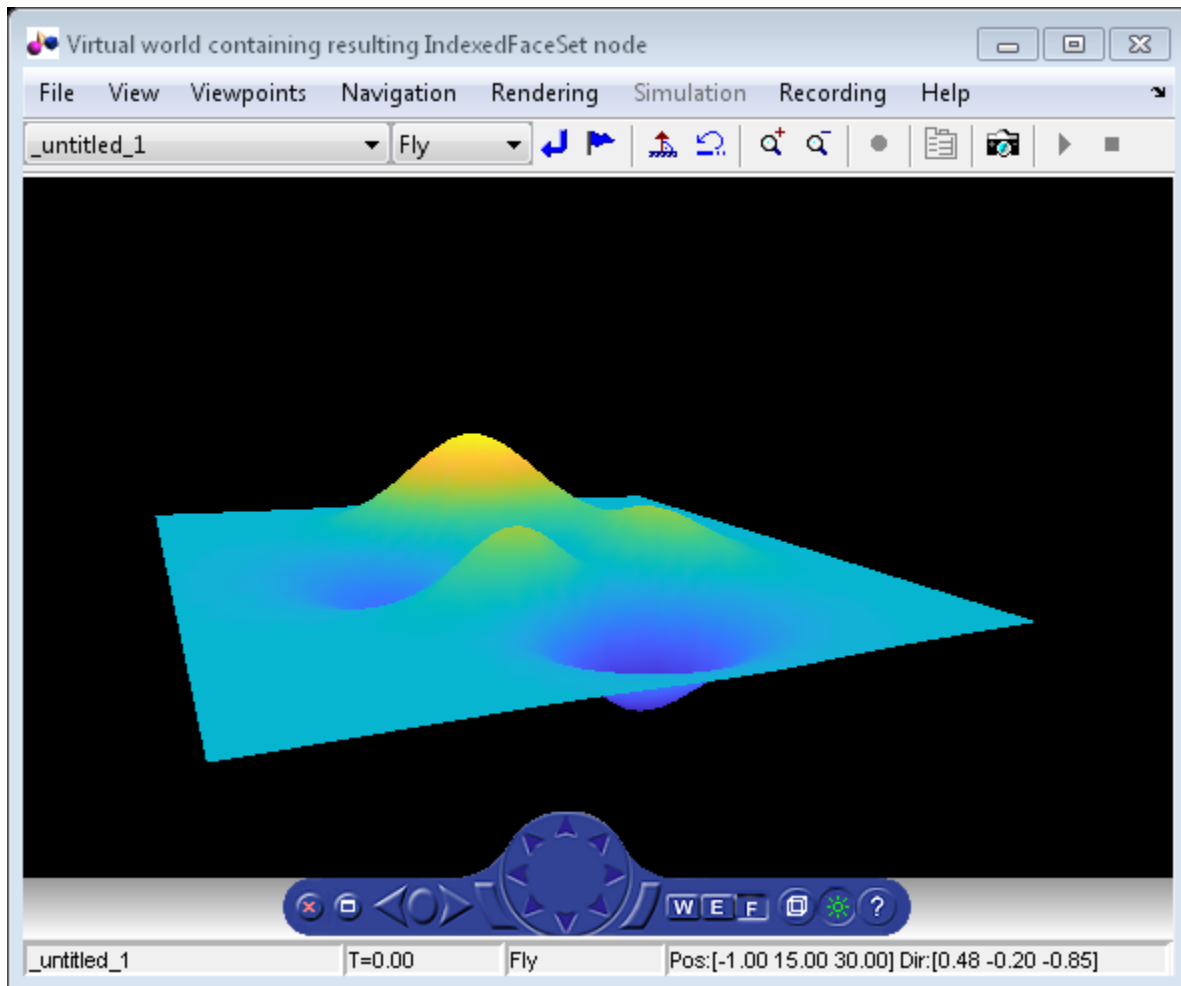 Virtual world containing resulting IndexedFaceSet node
File View Viewpoints Navigation Rendering Simulation Recording Help
_untitled_1 Fly
W E F ?
_untitled_1 T=0.00 Fly Pos:[-1.00 15.00 30.00] Dir:[0.48 -0.20 -0.85]